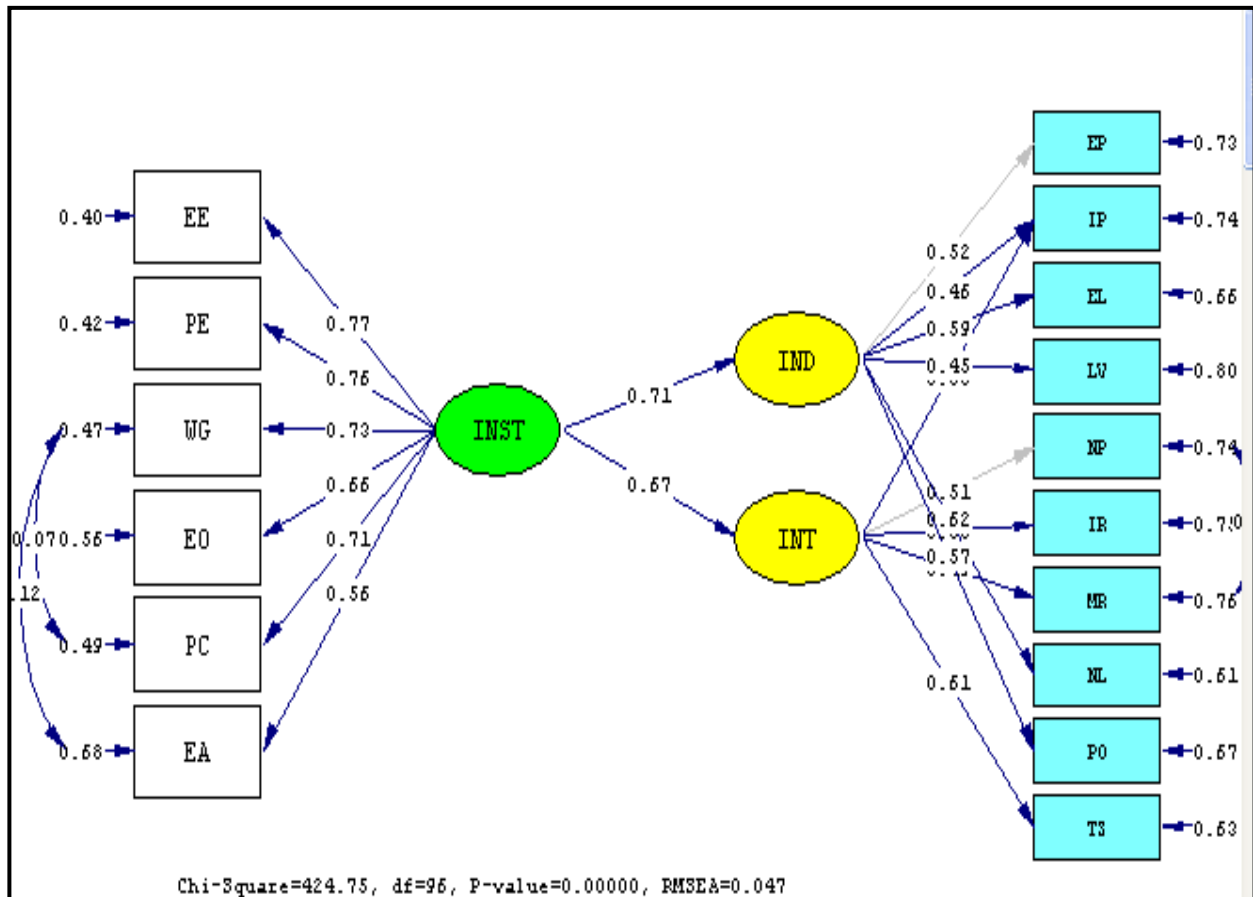 EP 0.73
0.40 EE IP 0.74
0.52
0.46 EL 0.66
0.42 PE 0.77 0.59
IND 0.45 LV 0.80
0.76
0.71
0.47 WG 0.73 INST NP 0.74
0.66 0.67 0.51
0.62 IR
0.07 0.56 EO 0.71 INT 0.57
.12 0.56 MR 0.76
0.49 PC
0.61 NL 0.61
0.68 EA PO 0.67
TS 0.63
Chi-Square=424.75, df=96, P-value=0.00000, RMSEA=0.047